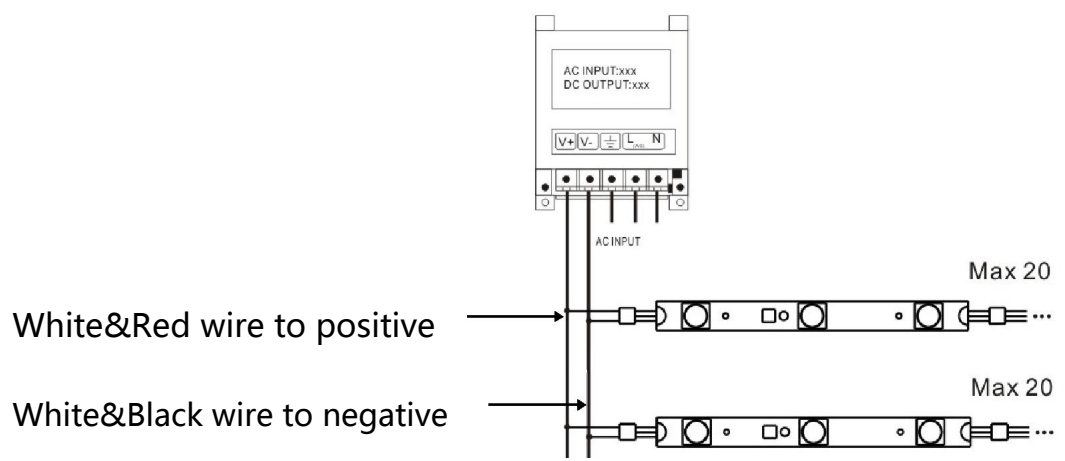 AC INPUT:xxx
DC OUTPUT:xxx
V+ V- L N
AC INPUT
Max 20
White&Red wire to positive
Max 20
White&Black wire to negative